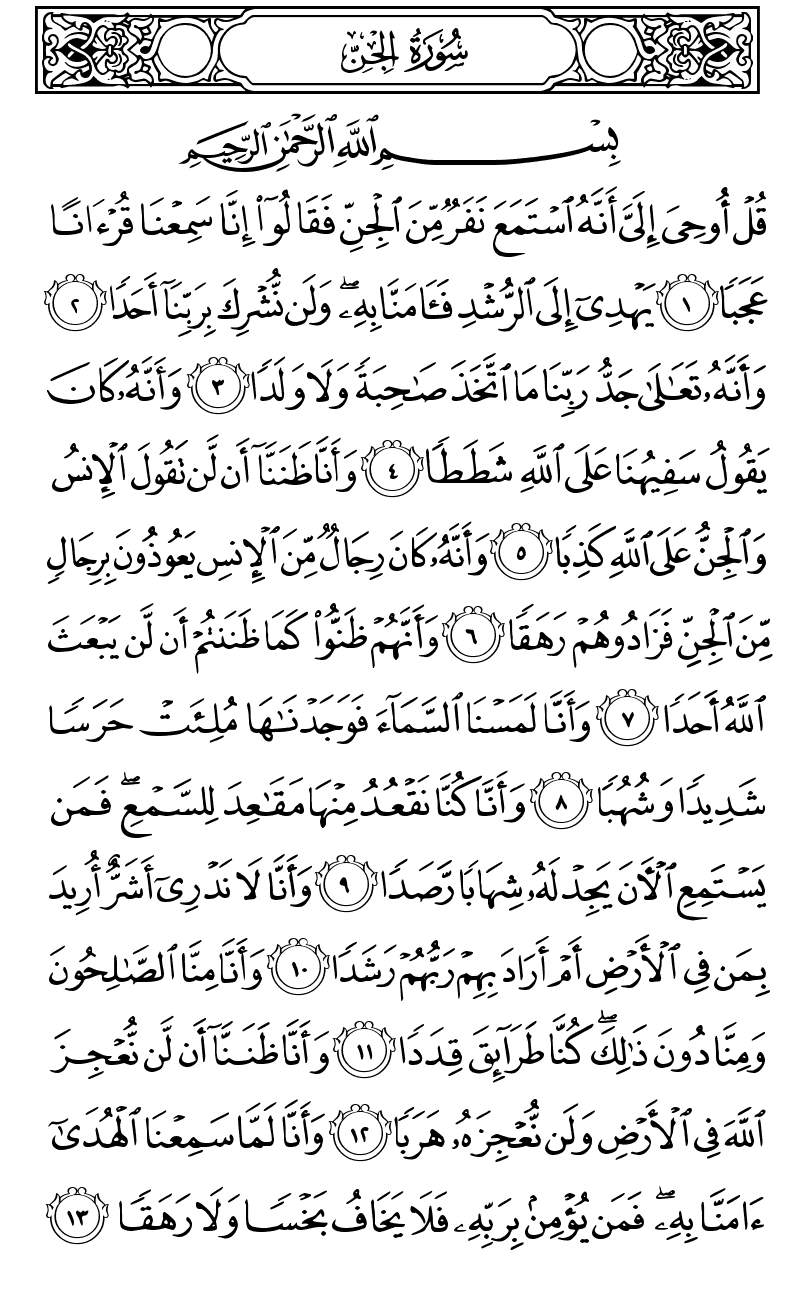 سُورَةُ الجِنِّ
بِسْمِ ٱللَّهِ ٱلرَّحْمَٰنِ ٱلرَّحِيمِ
قُلْ أُوحِىَ إِلَىَّ أَنَّهُ ٱسْتَمَعَ نَفَرٌ مِّنَ ٱلْجِنِّ فَقَالُوٓا۟ إِنَّا سَمِعْنَا قُرْءَانًا
عَجَبًا ١ يَهْدِىٓ إِلَى ٱلرُّشْدِ فَـَٔامَنَّا بِهِۦۖ وَلَن نُّشْرِكَ بِرَبِّنَآ أَحَدًا ٢
وَأَنَّهُۥ تَعَـٰلَىٰ جَدُّ رَبِّنَا مَا ٱتَّخَذَ صَـٰحِبَةً وَلَا وَلَدًا ٣ وَأَنَّهُۥ كَانَ
يَقُولُ سَفِيهُنَا عَلَى ٱللَّهِ شَطَطًا ٤ وَأَنَّا ظَنَنَّآ أَن لَّن تَقُولَ ٱلْإِنسُ
وَٱلْجِنُّ عَلَى ٱللَّهِ كَذِبًا ٥ وَأَنَّهُۥ كَانَ رِجَالٌ مِّنَ ٱلْإِنسِ يَعُوذُونَ بِرِجَالٍ
مِّنَ ٱلْجِنِّ فَزَادُوهُمْ رَهَقًا ٦ وَأَنَّهُمْ ظَنُّوا۟ كَمَا ظَنَنتُمْ أَن لَّن يَبْعَثَ
ٱللَّهُ أَحَدًا ٧ وَأَنَّا لَمَسْنَا ٱلسَّمَآءَ فَوَجَدْنَـٰهَا مُلِئَتْ حَرَسًا
شَدِيدًا وَشُهُبًا ٨ وَأَنَّا كُنَّا نَقْعُدُ مِنْهَا مَقَـٰعِدَ لِلسَّمْعِۖ فَمَن
يَسْتَمِعِ ٱلْـَٔانَ يَجِدْ لَهُۥ شِهَابًا رَّصَدًا ٩ وَأَنَّا لَا نَدْرِىٓ أَشَرٌّ أُرِيدَ
بِمَن فِى ٱلْأَرْضِ أَمْ أَرَادَ بِهِمْ رَبُّهُمْ رَشَدًا ١٠ وَأَنَّا مِنَّا ٱلصَّـٰلِحُونَ
وَمِنَّا دُونَ ذَٰلِكَۖ كُنَّا طَرَآئِقَ قِدَدًا ١١ وَأَنَّا ظَنَنَّآ أَن لَّن نُّعْجِزَ
ٱللَّهَ فِى ٱلْأَرْضِ وَلَن نُّعْجِزَهُۥ هَرَبًا ١٢ وَأَنَّا لَمَّا سَمِعْنَا ٱلْهُدَىٰٓ
ءَامَنَّا بِهِۦۖ فَمَن يُؤْمِنۢ بِرَبِّهِۦ فَلَا يَخَافُ بَخْسًا وَلَا رَهَقًا ١٣